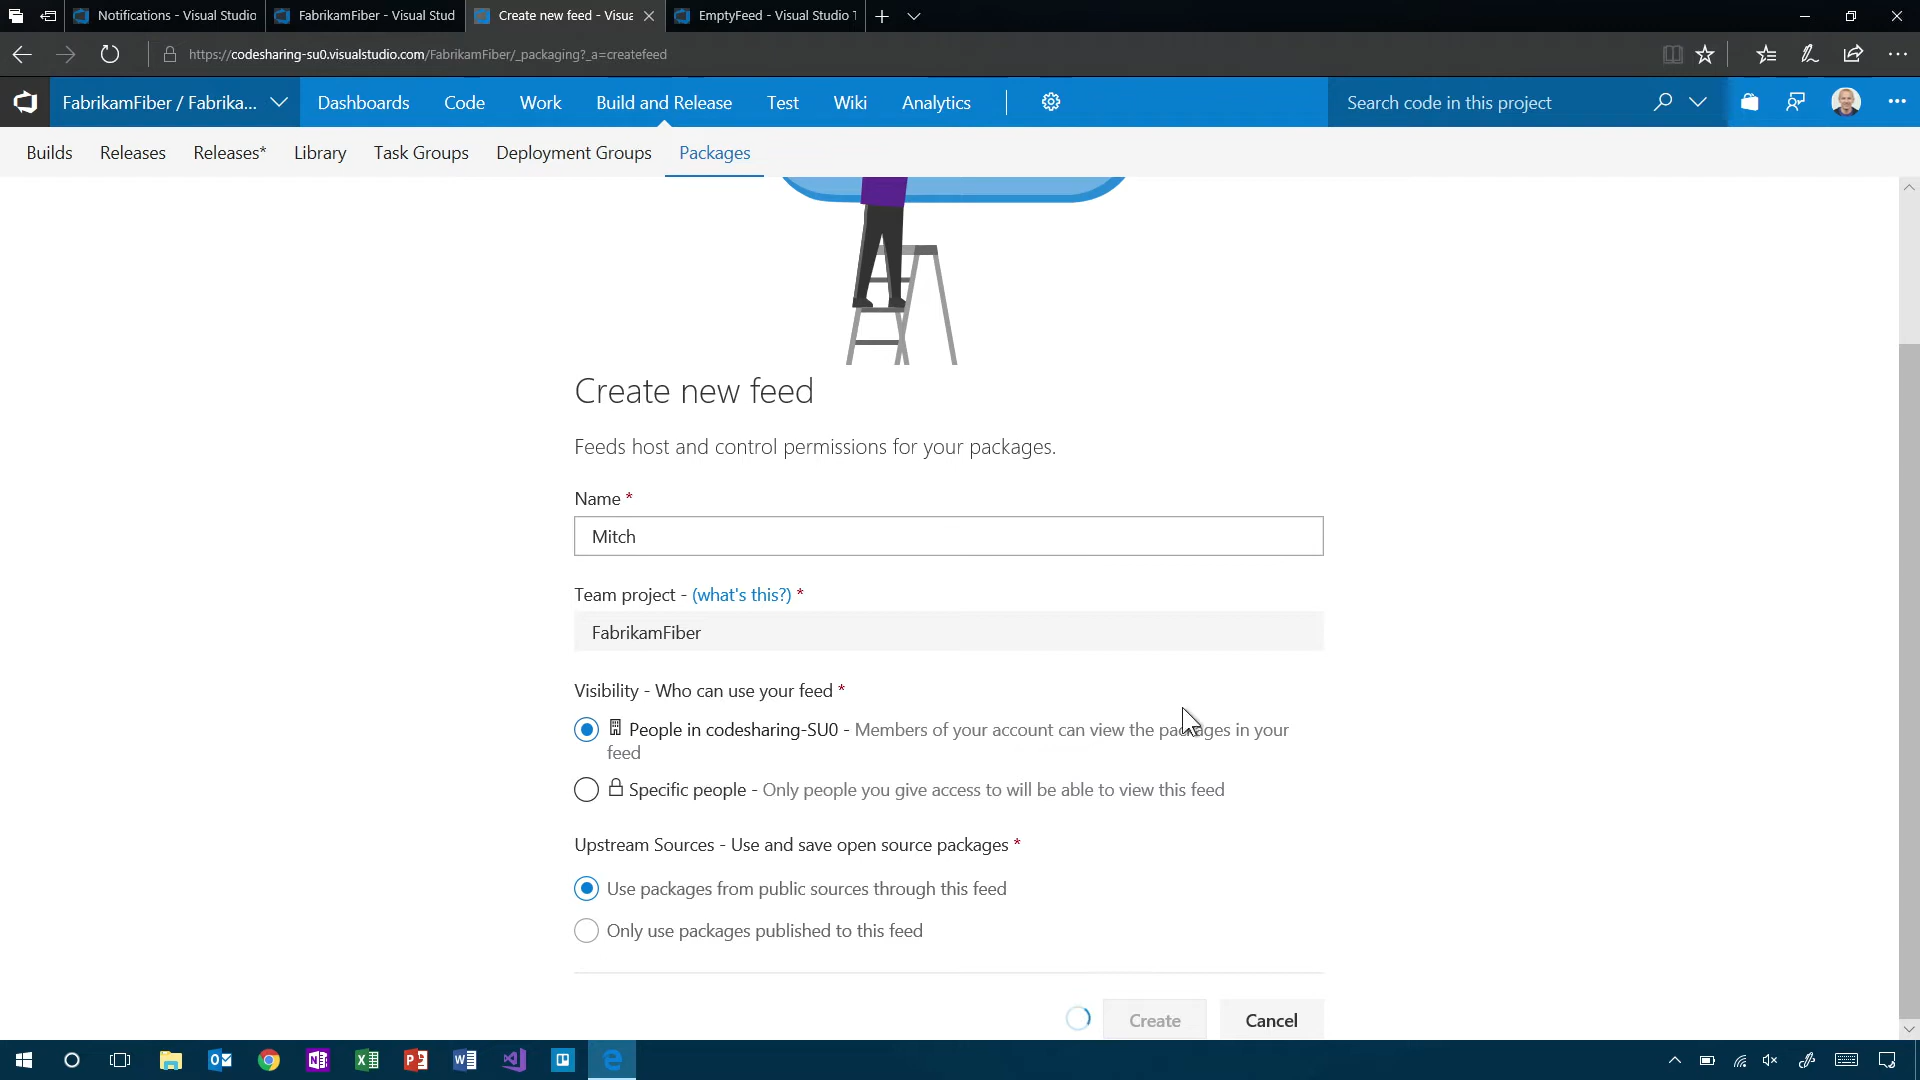 Notifications - Visual Studio
FabrikamFiber - Visual Stud
Create new feed - Visua
EmptyFeed - Visual Studio T
https://codesharing-su0.visualstudio.com/FabrikamFiber/_packaging?_a=createfeed
FabrikamFiber / Fabrika...
Dashboards
Code
Work
Build and Release
Test
Wiki
Analytics
Search code in this project
Builds
Releases
Releases*
Library
Task Groups
Deployment Groups
Packages
Create new feed
Feeds host and control permissions for your packages.
Name *
Mitch
Team project - (what's this?) *
FabrikamFiber
Visibility - Who can use your feed *
People in codesharing-SU0 - Members of your account can view the packages in your
feed
Specific people - Only people you give access to will be able to view this feed
Upstream Sources - Use and save open source packages *
Use packages from public sources through this feed
Only use packages published to this feed
Create
Cancel